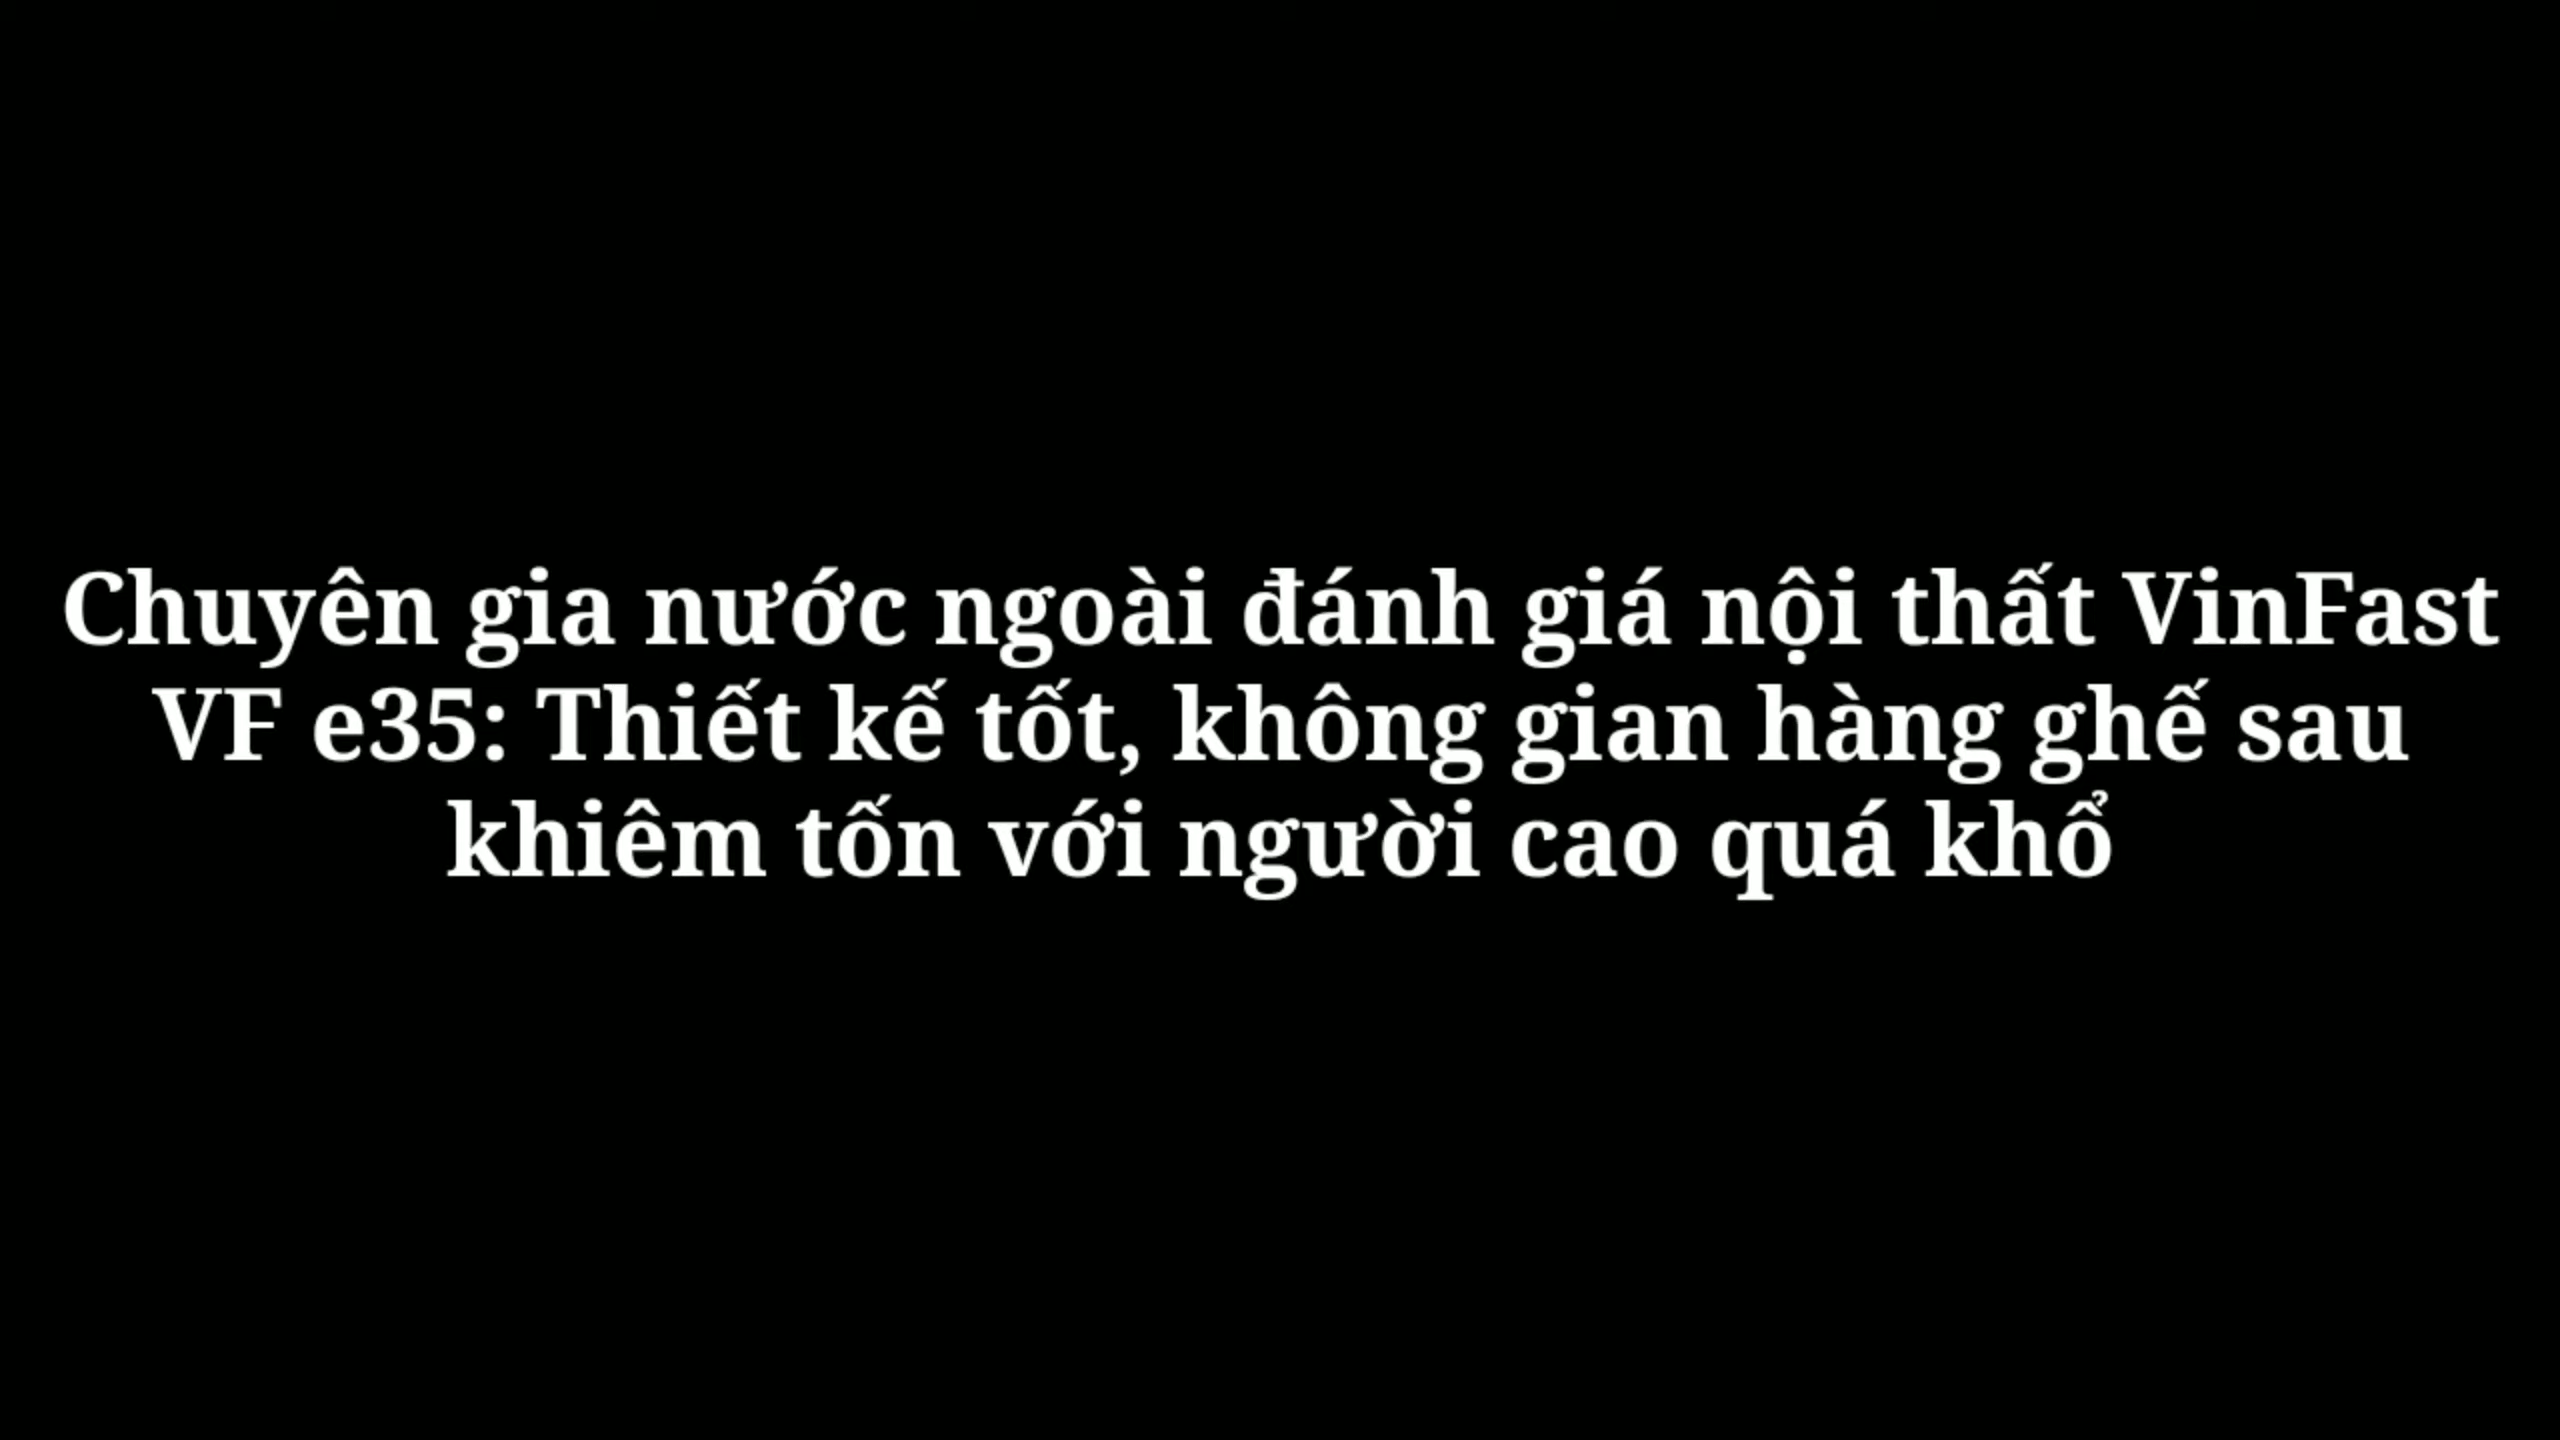 Chuyên gia nước ngoài đánh giá nội thất VinFast
VF e35: Thiết kế tốt, không gian hàng ghế sau
khiêm tốn với người cao quá khổ